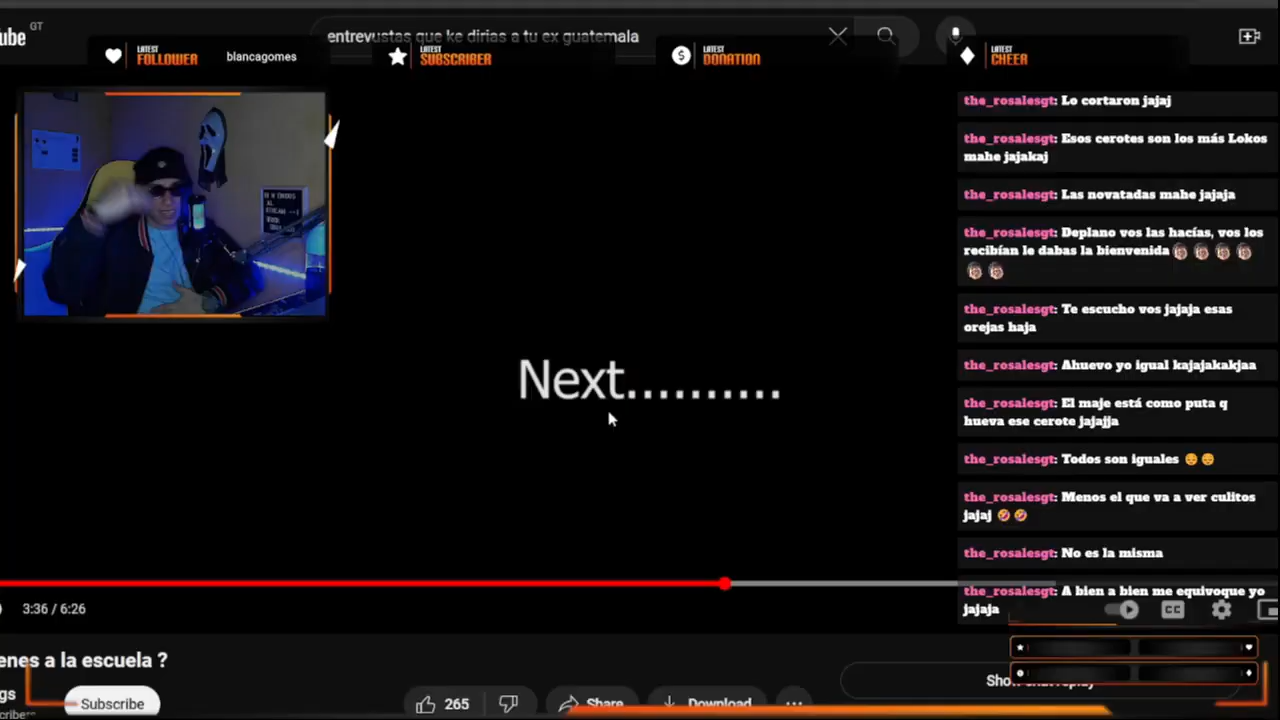 ube GT
entrevustas que ke dirias a tu ex guatemala
LATEST
FOLLOWER
blancagomes
LATEST
SUBSCRIBER
LATEST
DONATION
LATEST
CHEER
the_rosalesgt: Lo cortaron jajaj
the_rosalesgt: Esos cerotes son los más Lokos
mahe jajakaj
the_rosalesgt: Las novatadas mahe jajaja
the_rosalesgt: Deplano vos las hacías, vos los
recibían le dabas la bienvenida
the_rosalesgt: Te escucho vos jajaja esas
orejas haja
the_rosalesgt: Ahuevo yo igual kajajakakjaa
the_rosalesgt: El maje está como puta q
hueva ese cerote jajajja
the_rosalesgt: Todos son iguales 😔😔
the_rosalesgt: Menos el que va a ver culitos
jajaj 🤣🤣
the_rosalesgt: No es la misma
the_rosalesgt: A bien a bien me equivoque yo
jajaja
AL
STREAM
Next..........
3:36 / 6:26
CC
enes a la escuela ?
gs
Subscribe
265
Share
Download
...